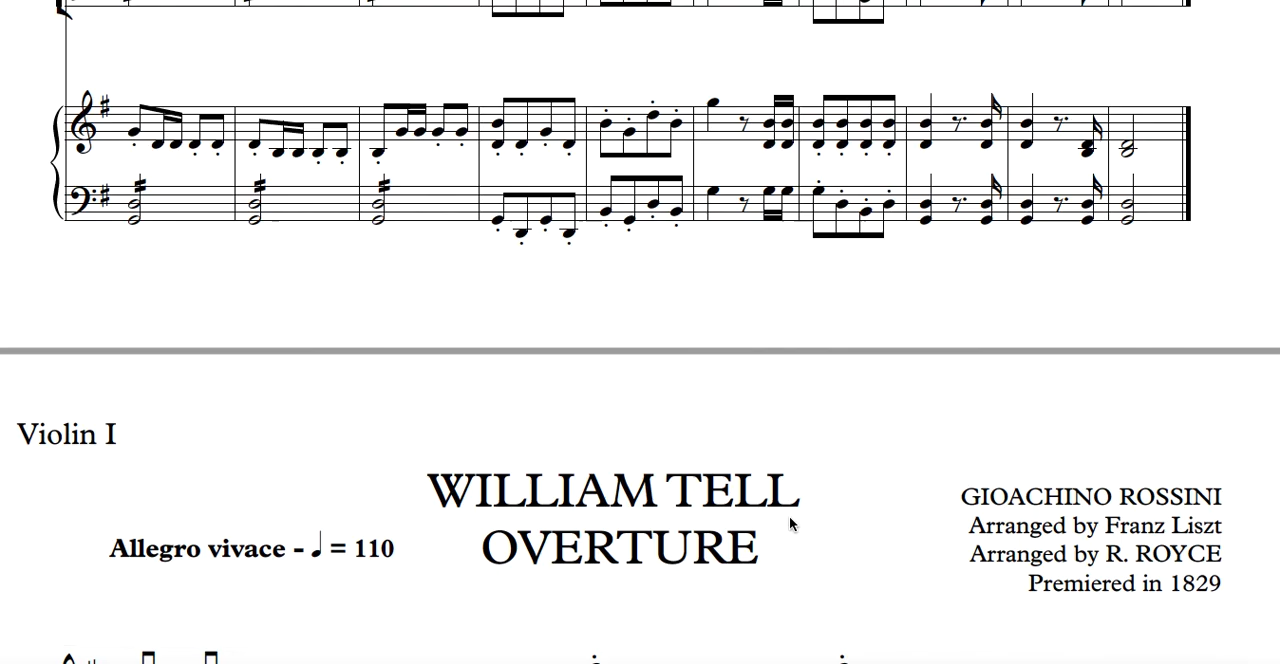 Violin I
WILLIAM TELL
OVERTURE
Allegro vivace - ♩ = 110
GIOACHINO ROSSINI
Arranged by Franz Liszt
Arranged by R. ROYCE
Premiered in 1829